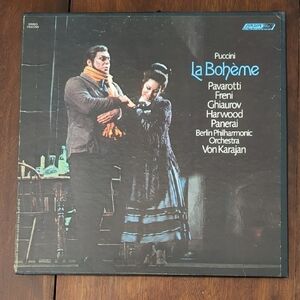 Puccini
La Bohème
Pavarotti
Freni
Ghiaurov
Harwood
Panerai
Berlin Philharmonic
Orchestra
Von Karajan